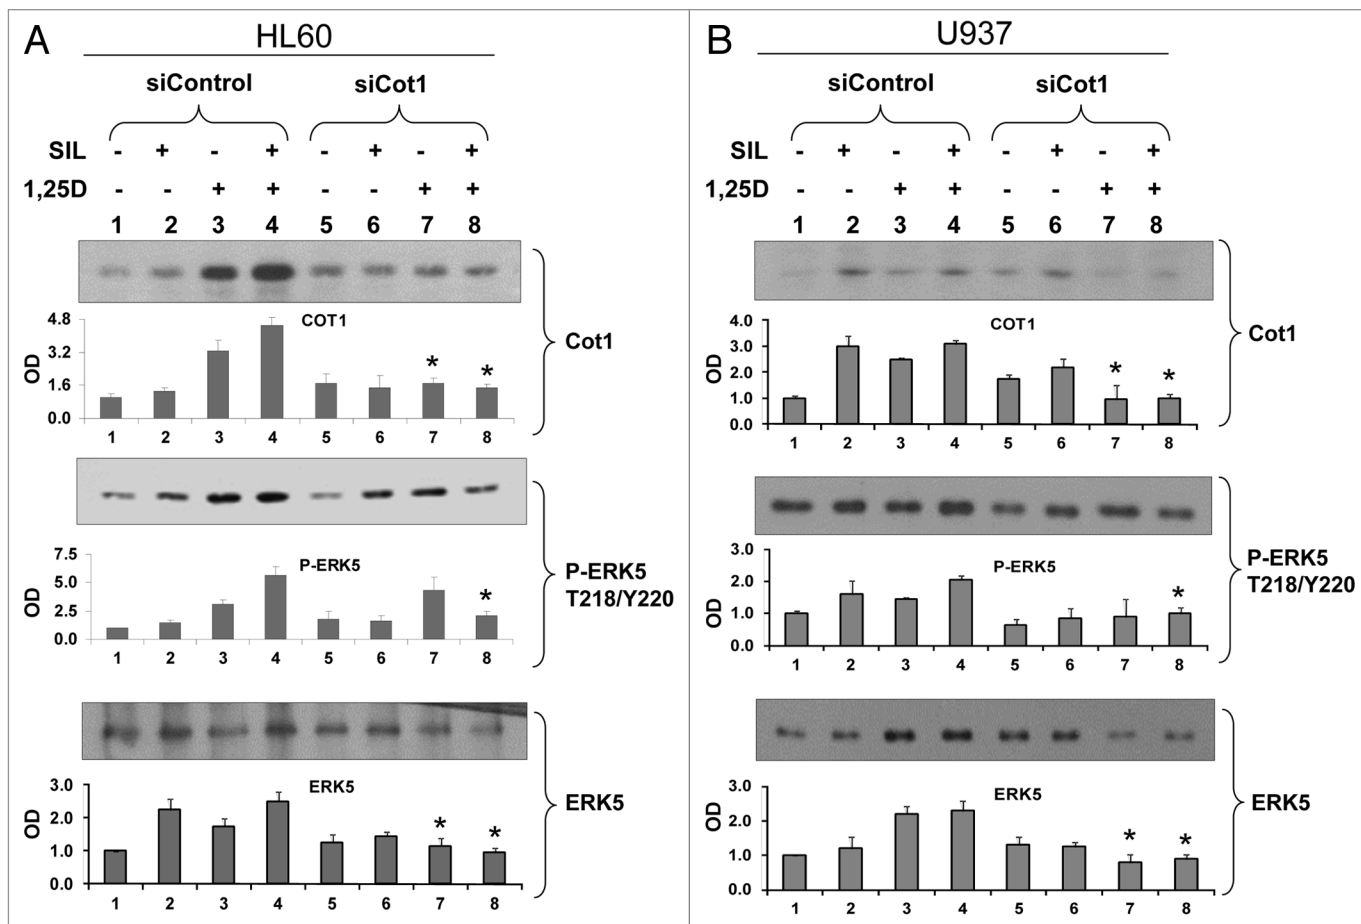 A
HL60
siControl siCot1
SIL - + - + - + - +
1,25D - - + + - - + +
1 2 3 4 5 6 7 8
Cot1
COT1
OD
4.8
3.2
1.6
0.0
* *
1 2 3 4 5 6 7 8
P-ERK5
T218/Y220
P-ERK5
OD
7.5
5.0
2.5
0.0
*
1 2 3 4 5 6 7 8
ERK5
ERK5
OD
3.0
2.0
1.0
0.0
* *
1 2 3 4 5 6 7 8
B
U937
siControl siCot1
SIL - + - + - + - +
1,25D - - + + - - + +
1 2 3 4 5 6 7 8
Cot1
COT1
OD
4.0
3.0
2.0
1.0
0.0
* *
1 2 3 4 5 6 7 8
P-ERK5
T218/Y220
P-ERK5
OD
3.0
2.0
1.0
0.0
*
1 2 3 4 5 6 7 8
ERK5
ERK5
OD
3.0
2.0
1.0
0.0
* *
1 2 3 4 5 6 7 8